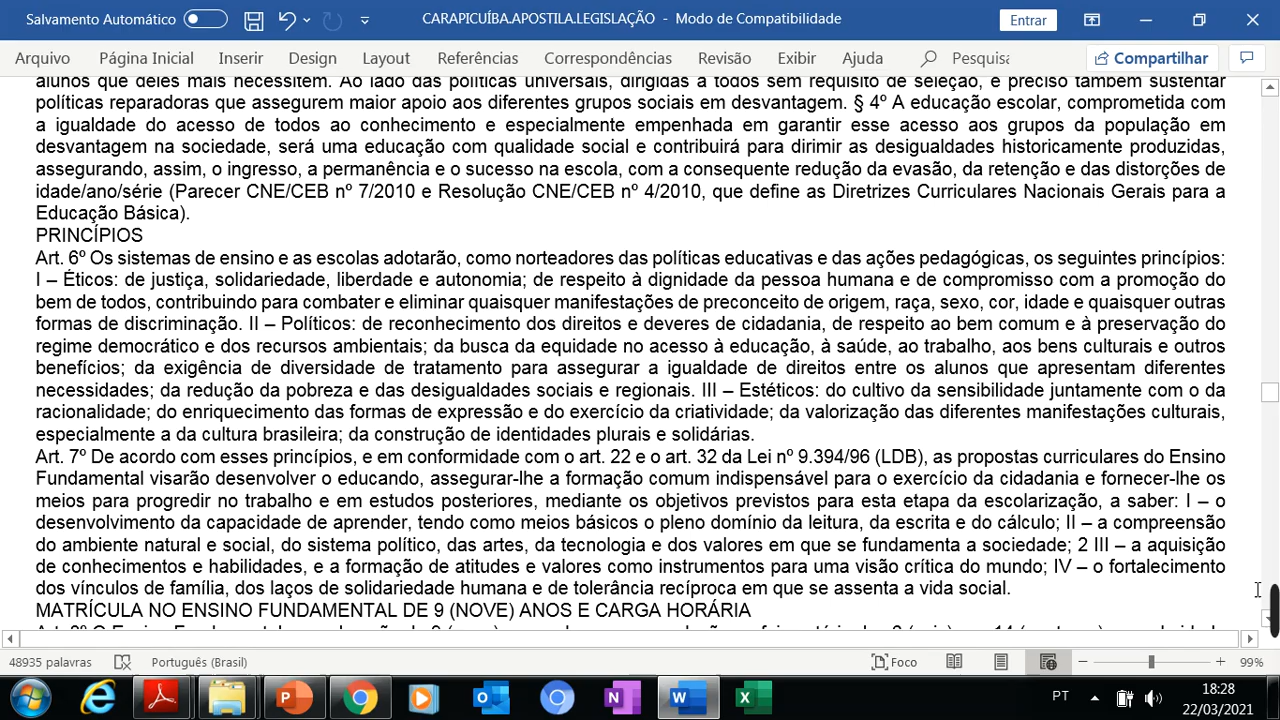 Salvamento Automático
CARAPICUÍBA.APOSTILA.LEGISLAÇÃO - Modo de Compatibilidade
Entrar
Arquivo Página Inicial Inserir Design Layout Referências Correspondências Revisão Exibir Ajuda Pesquisa Compartilhar
alunos que deles mais necessitem. Ao lado das políticas universais, dirigidas a todos sem requisito de seleção, é preciso também sustentar
políticas reparadoras que assegurem maior apoio aos diferentes grupos sociais em desvantagem. § 4º A educação escolar, comprometida com
a igualdade do acesso de todos ao conhecimento e especialmente empenhada em garantir esse acesso aos grupos da população em
desvantagem na sociedade, será uma educação com qualidade social e contribuirá para dirimir as desigualdades historicamente produzidas,
assegurando, assim, o ingresso, a permanência e o sucesso na escola, com a consequente redução da evasão, da retenção e das distorções de
idade/ano/série (Parecer CNE/CEB nº 7/2010 e Resolução CNE/CEB nº 4/2010, que define as Diretrizes Curriculares Nacionais Gerais para a
Educação Básica).
PRINCÍPIOS
Art. 6º Os sistemas de ensino e as escolas adotarão, como norteadores das políticas educativas e das ações pedagógicas, os seguintes princípios:
I – Éticos: de justiça, solidariedade, liberdade e autonomia; de respeito à dignidade da pessoa humana e de compromisso com a promoção do
bem de todos, contribuindo para combater e eliminar quaisquer manifestações de preconceito de origem, raça, sexo, cor, idade e quaisquer outras
formas de discriminação. II – Políticos: de reconhecimento dos direitos e deveres de cidadania, de respeito ao bem comum e à preservação do
regime democrático e dos recursos ambientais; da busca da equidade no acesso à educação, à saúde, ao trabalho, aos bens culturais e outros
benefícios; da exigência de diversidade de tratamento para assegurar a igualdade de direitos entre os alunos que apresentam diferentes
necessidades; da redução da pobreza e das desigualdades sociais e regionais. III – Estéticos: do cultivo da sensibilidade juntamente com o da
racionalidade; do enriquecimento das formas de expressão e do exercício da criatividade; da valorização das diferentes manifestações culturais,
especialmente a da cultura brasileira; da construção de identidades plurais e solidárias.
Art. 7º De acordo com esses princípios, e em conformidade com o art. 22 e o art. 32 da Lei nº 9.394/96 (LDB), as propostas curriculares do Ensino
Fundamental visarão desenvolver o educando, assegurar-lhe a formação comum indispensável para o exercício da cidadania e fornecer-lhe os
meios para progredir no trabalho e em estudos posteriores, mediante os objetivos previstos para esta etapa da escolarização, a saber: I – o
desenvolvimento da capacidade de aprender, tendo como meios básicos o pleno domínio da leitura, da escrita e do cálculo; II – a compreensão
do ambiente natural e social, do sistema político, das artes, da tecnologia e dos valores em que se fundamenta a sociedade; 2 III – a aquisição
de conhecimentos e habilidades, e a formação de atitudes e valores como instrumentos para uma visão crítica do mundo; IV – o fortalecimento
dos vínculos de família, dos laços de solidariedade humana e de tolerância recíproca em que se assenta a vida social.
MATRÍCULA NO ENSINO FUNDAMENTAL DE 9 (NOVE) ANOS E CARGA HORÁRIA
48935 palavras Português (Brasil) Foco 99%
PT 18:28
22/03/2021